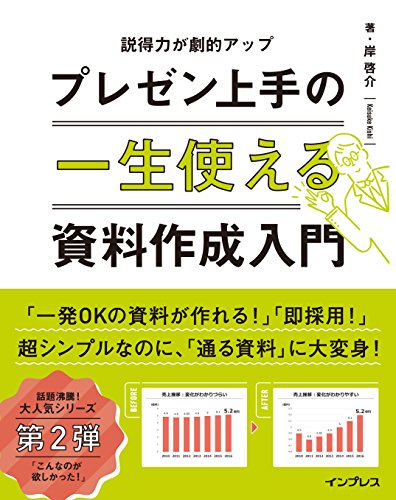 説得力が劇的アップ
プレゼン上手の
一生使える
資料作成入門
著・岸 啓介
Keisuke Kishi
「一発OKの資料が作れる!」「即採用!」
超シンプルなのに、「通る資料」に大変身!
話題沸騰!
大人気シリーズ
第2弾
「こんなのが
欲しかった!」
BEFORE
売上推移:変化がわかりづらい
5.2
AFTER
売上推移:変化がわかりやすい
5.2
インプレス